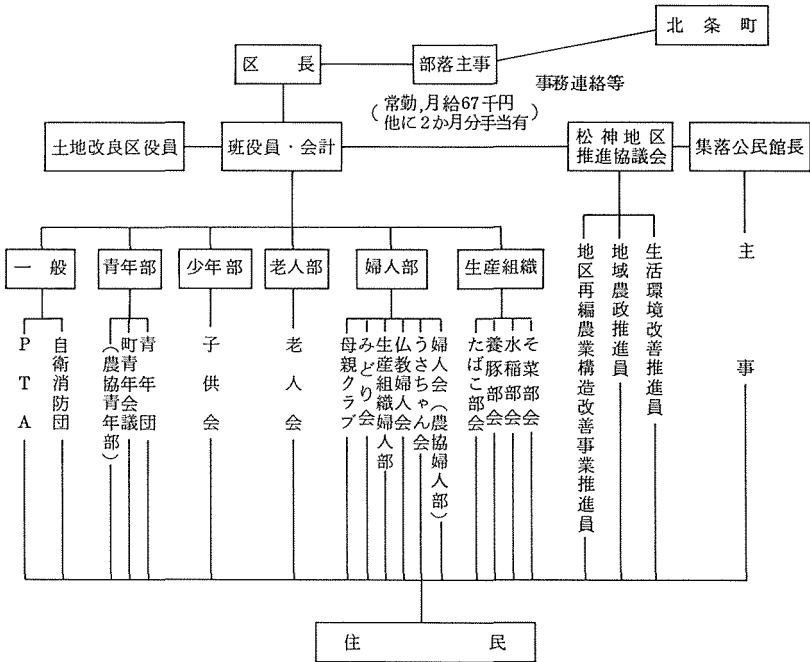 北条町
区長
部落主事
事務連絡等
(常勤,月給67千円
他に2か月分手当有)
土地改良区役員
班役員・会計
松神地区
推進協議会
集落公民館長
一般
青年部
少年部
老人部
婦人部
生産組織
PTA
自衛消防団
(農協青年部)
町青年会議
青年団
子供会
老人会
母親クラブ
みどり会
生産組織婦人部
仏教婦人会
うさちゃん会
婦人会(農協婦人部)
たばこ部会
養豚部会
水稲部会
そ菜部会
地区再編農業構造改善事業推進員
地域農政推進員
生活環境改善推進員
主事
住民